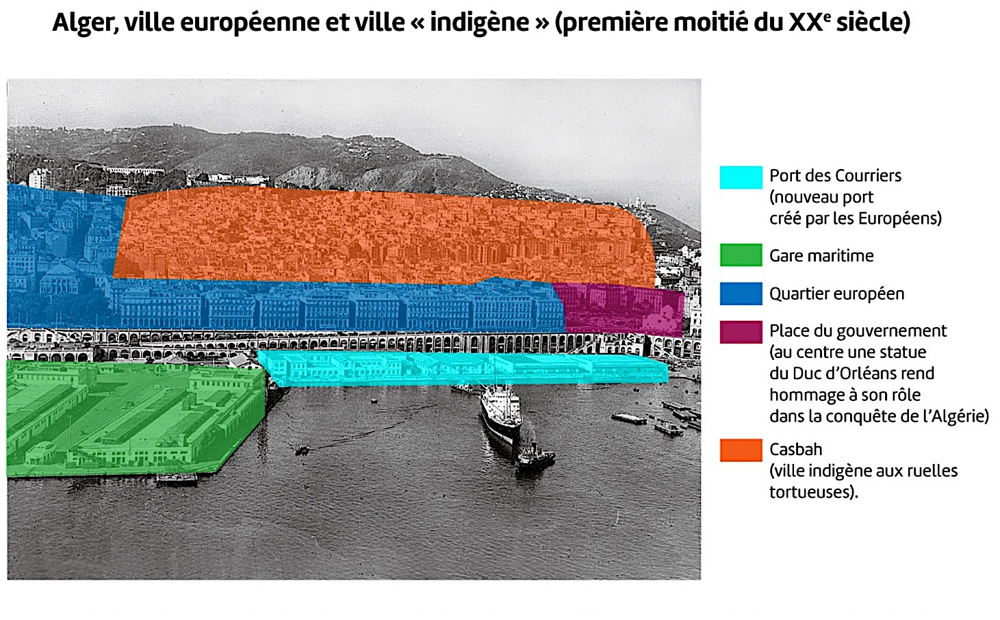 Alger, ville européenne et ville « indigène » (première moitié du XXe siècle)
Port des Courriers
(nouveau port
créé par les Européens)
Gare maritime
Quartier européen
Place du gouvernement
(au centre une statue
du Duc d’Orléans rend
hommage à son rôle
dans la conquête de l’Algérie)
Casbah
(ville indigène aux ruelles
tortueuses).